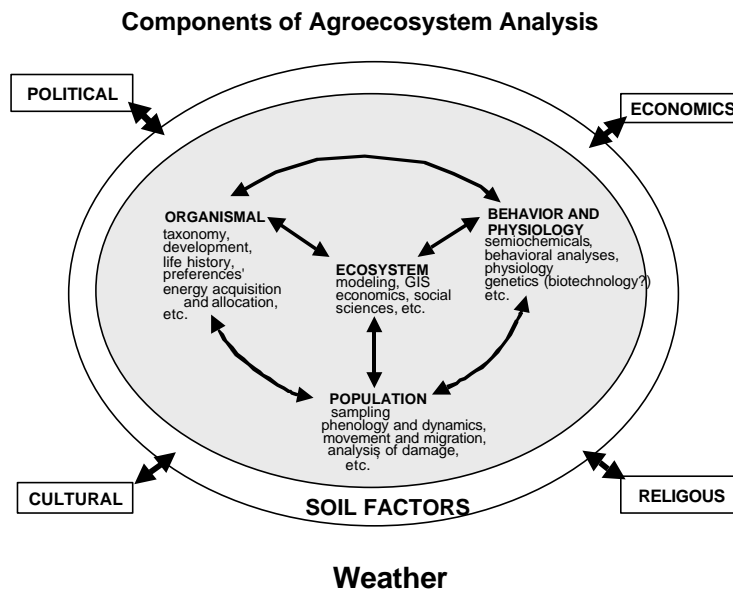 Components of Agroecosystem Analysis
POLITICAL
ECONOMICS
ORGANISMAL
taxonomy,
development,
life history,
preferences'
energy acquisition
and allocation,
etc.
BEHAVIOR AND
PHYSIOLOGY
semiochemicals,
behavioral analyses,
physiology
genetics (biotechnology?)
etc.
ECOSYSTEM
modeling, GIS
economics, social
sciences, etc.
POPULATION
sampling
phenology and dynamics,
movement and migration,
analysis of damage,
etc.
CULTURAL
RELIGOUS
SOIL FACTORS
Weather